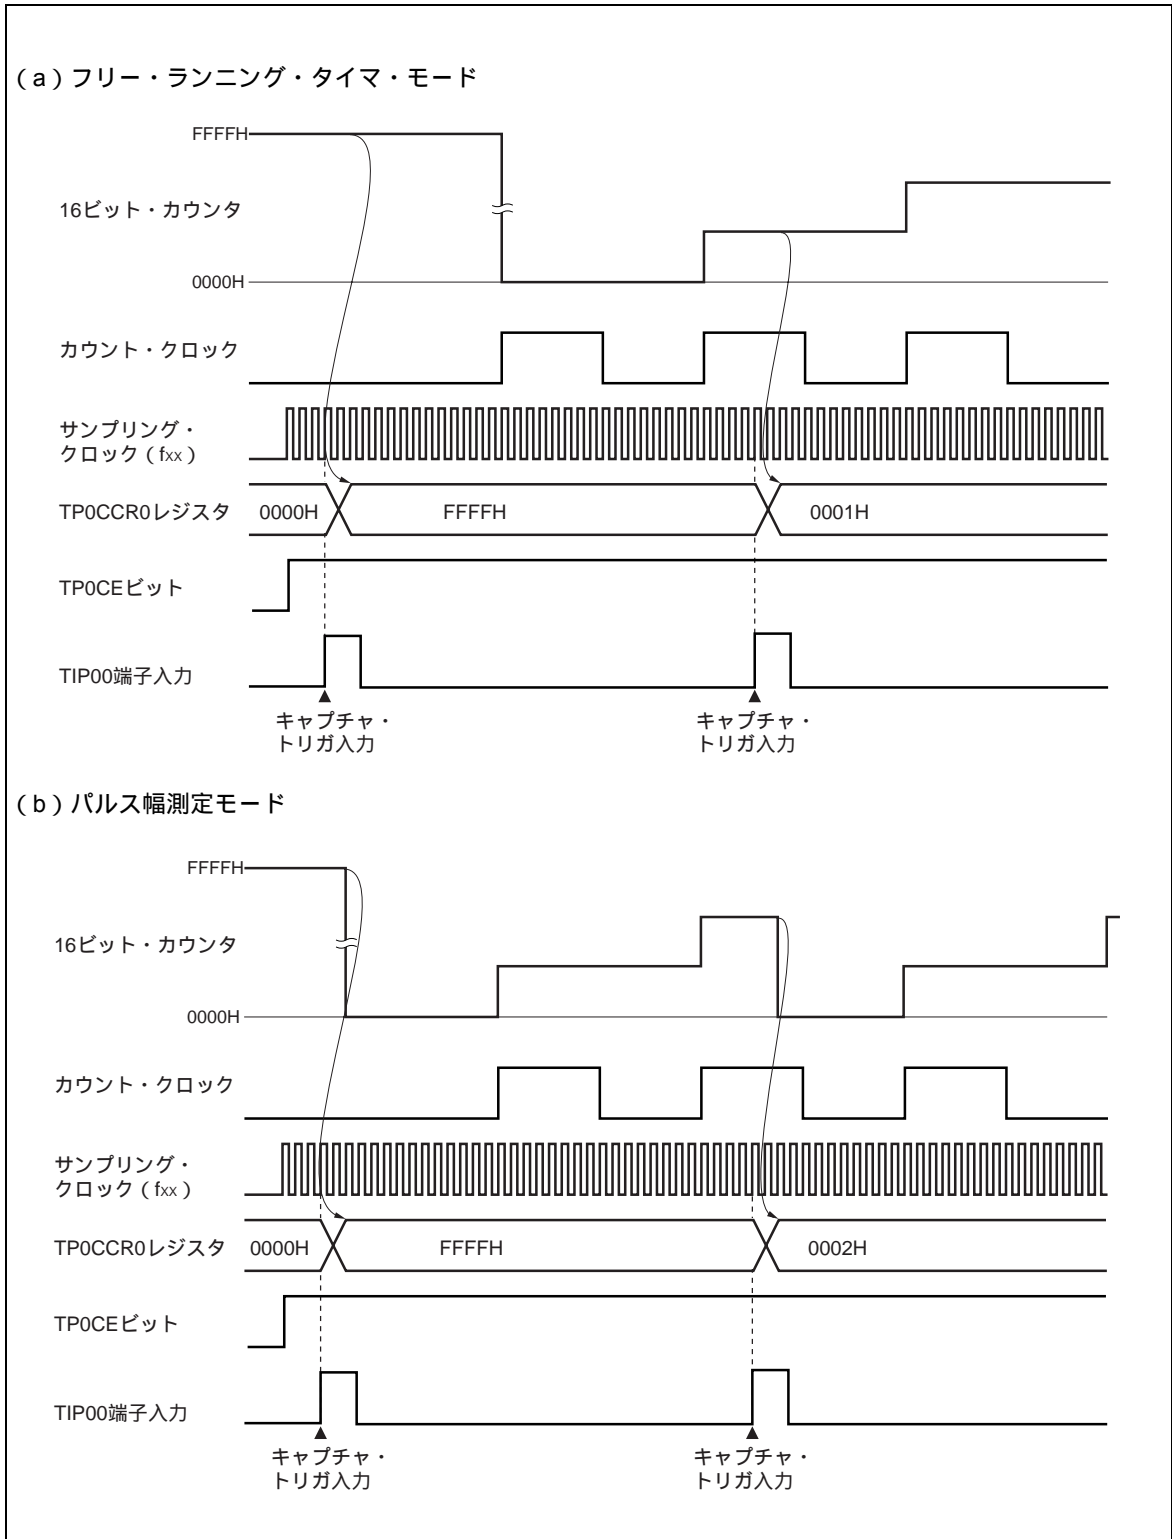 (a)フリー・ランニング・タイマ・モード
FFFFH
16ビット・カウンタ
0000H
カウント・クロック
サンプリング・
クロック(fxx)
TP0CCR0レジスタ 0000H FFFFH 0001H
TP0CEビット
TIP00端子入力
キャプチャ・ キャプチャ・
トリガ入力 トリガ入力
(b)パルス幅測定モード
FFFFH
16ビット・カウンタ
0000H
カウント・クロック
サンプリング・
クロック(fxx)
TP0CCR0レジスタ 0000H FFFFH 0002H
TP0CEビット
TIP00端子入力
キャプチャ・ キャプチャ・
トリガ入力 トリガ入力